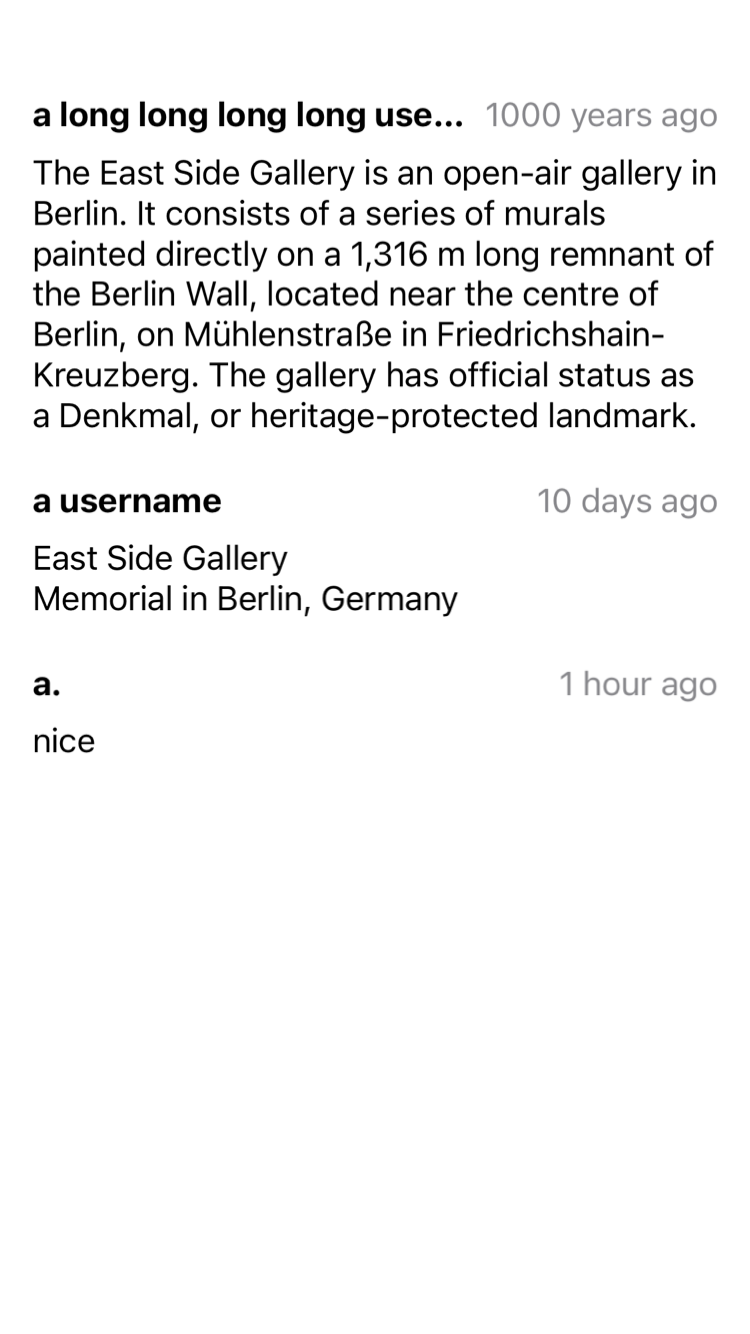 a long long long long use... 1000 years ago
The East Side Gallery is an open-air gallery in
Berlin. It consists of a series of murals
painted directly on a 1,316 m long remnant of
the Berlin Wall, located near the centre of
Berlin, on Mühlenstraße in Friedrichshain-
Kreuzberg. The gallery has official status as
a Denkmal, or heritage-protected landmark.
a username 10 days ago
East Side Gallery
Memorial in Berlin, Germany
a. 1 hour ago
nice